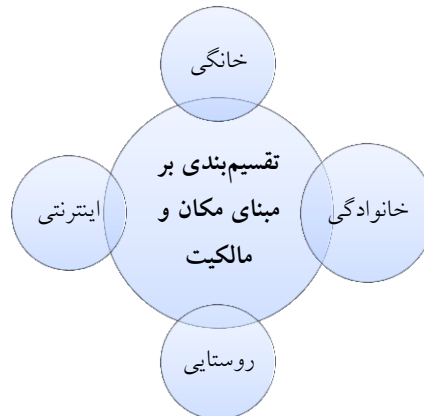 خانگی
تقسیم‌بندی بر
مبنای مکان و
مالکیت
خانوادگی
اینترنتی
روستایی